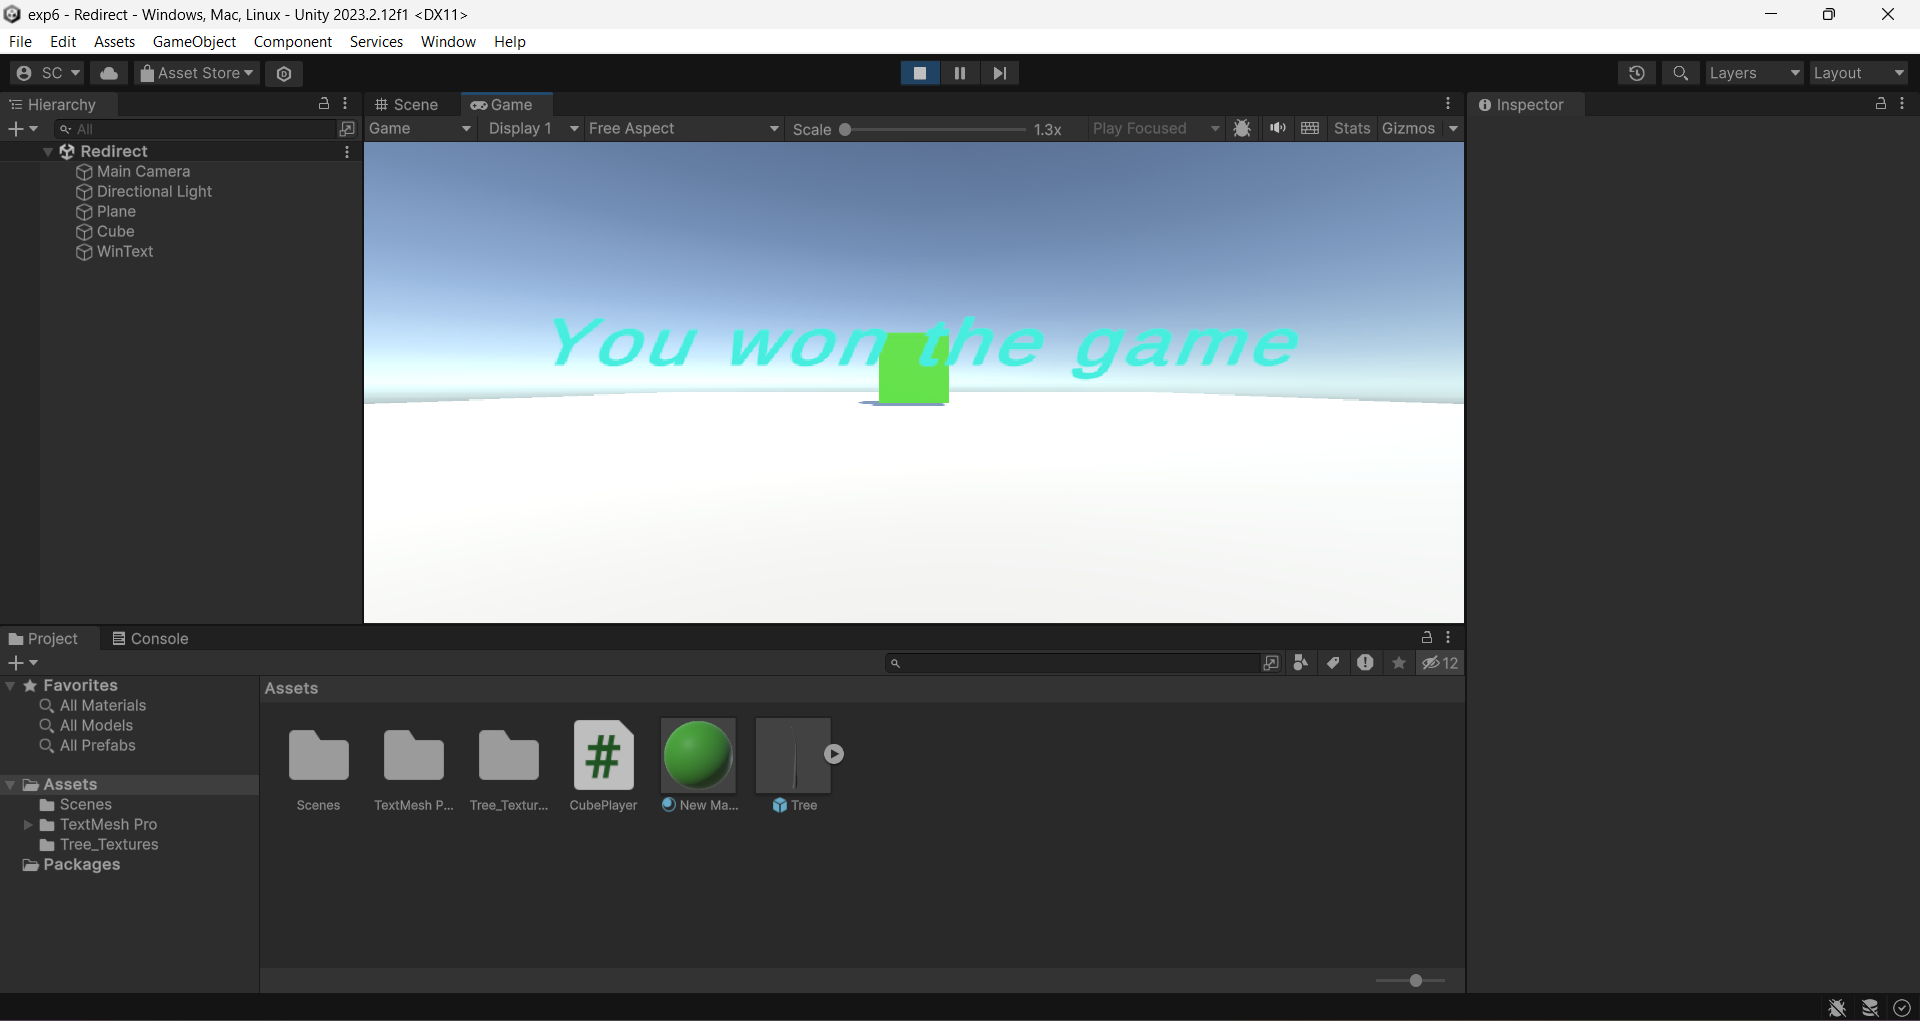 exp6 - Redirect - Windows, Mac, Linux - Unity 2023.2.12f1 <DX11>
File Edit Assets GameObject Component Services Window Help
SC Asset Store Layers Layout
Hierarchy Scene Game Inspector
All Game Display 1 Free Aspect Scale 1.3x Play Focused Stats Gizmos
Redirect
Main Camera
Directional Light
Plane
Cube
WinText
You won the game
Project Console
12
Favorites
All Materials
All Models
All Prefabs
Assets
Scenes
TextMesh Pro
Tree_Textures
Packages
Assets
Scenes TextMesh P... Tree_Textur... CubePlayer New Ma... Tree